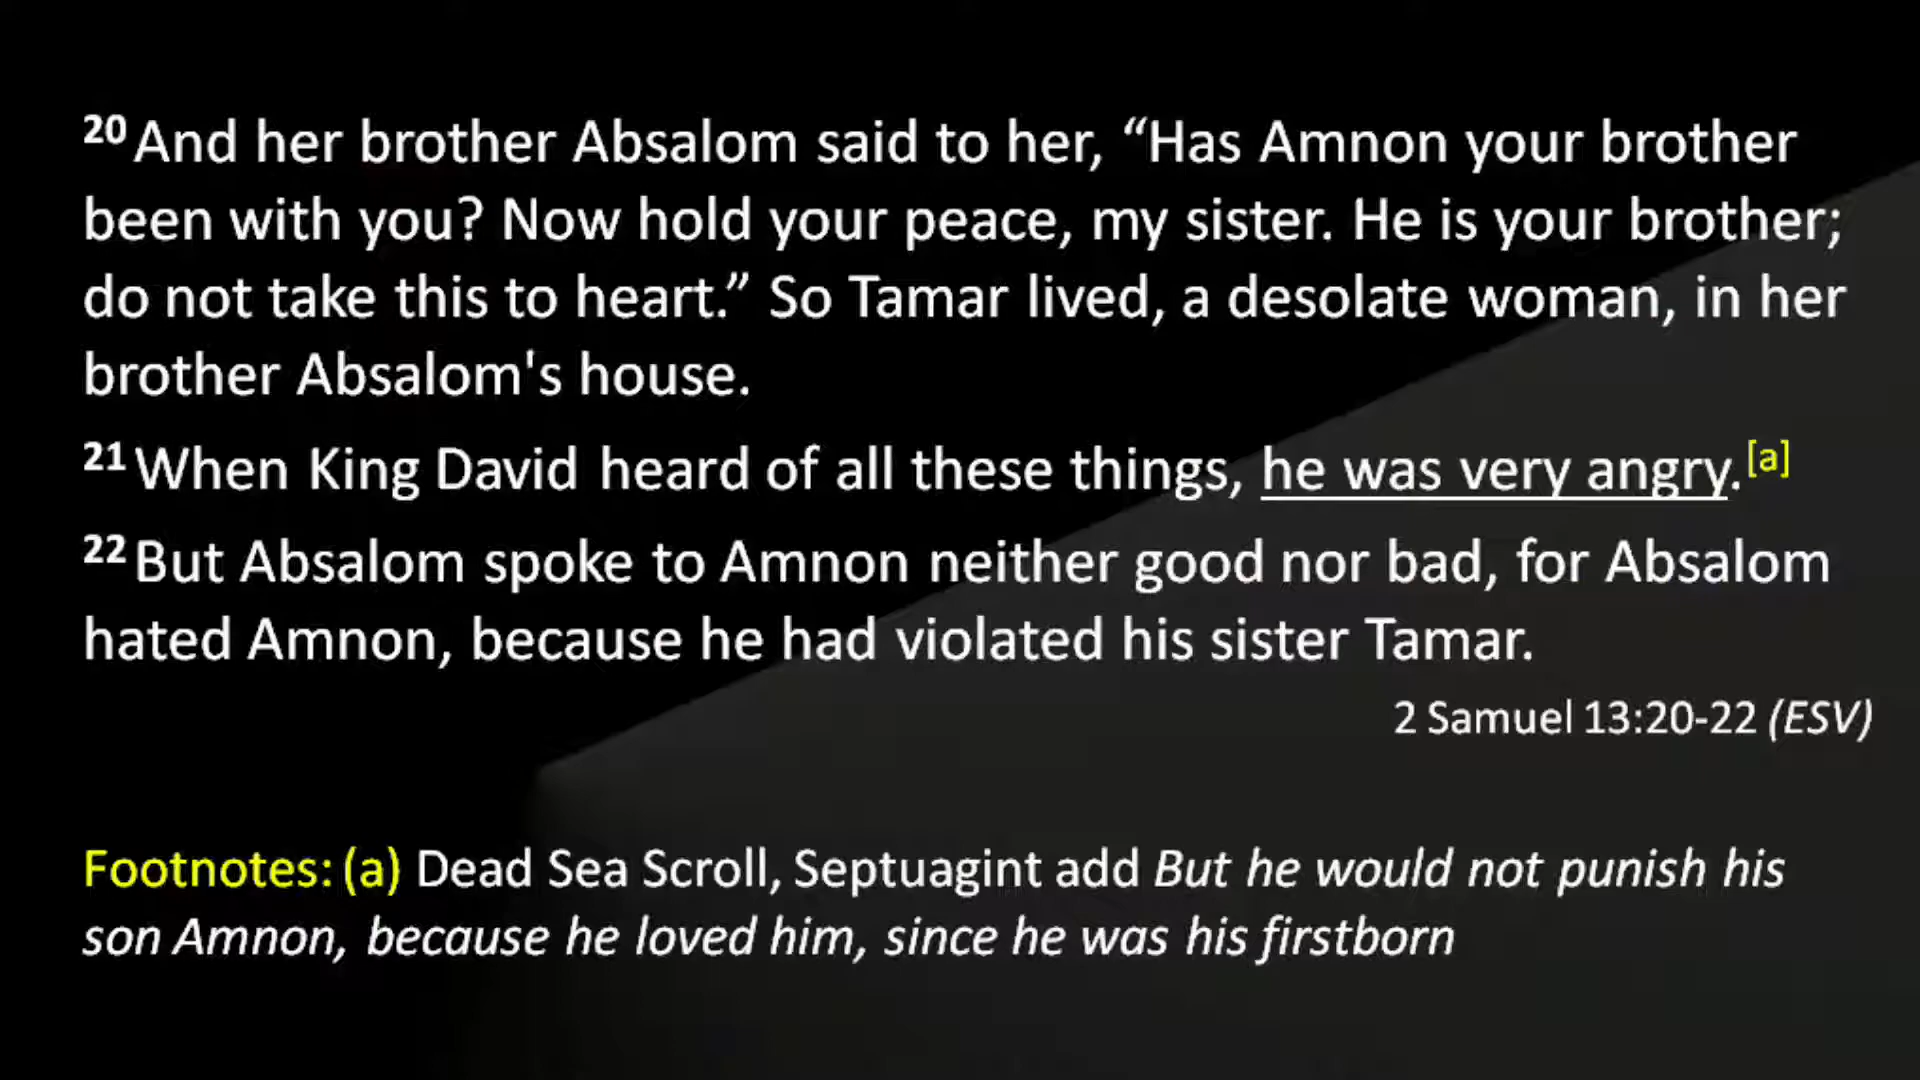 20 And her brother Absalom said to her, “Has Amnon your brother
been with you? Now hold your peace, my sister. He is your brother;
do not take this to heart.” So Tamar lived, a desolate woman, in her
brother Absalom's house.
21 When King David heard of all these things, he was very angry.[a]
22 But Absalom spoke to Amnon neither good nor bad, for Absalom
hated Amnon, because he had violated his sister Tamar.
2 Samuel 13:20-22 (ESV)
Footnotes: (a) Dead Sea Scroll, Septuagint add But he would not punish his
son Amnon, because he loved him, since he was his firstborn